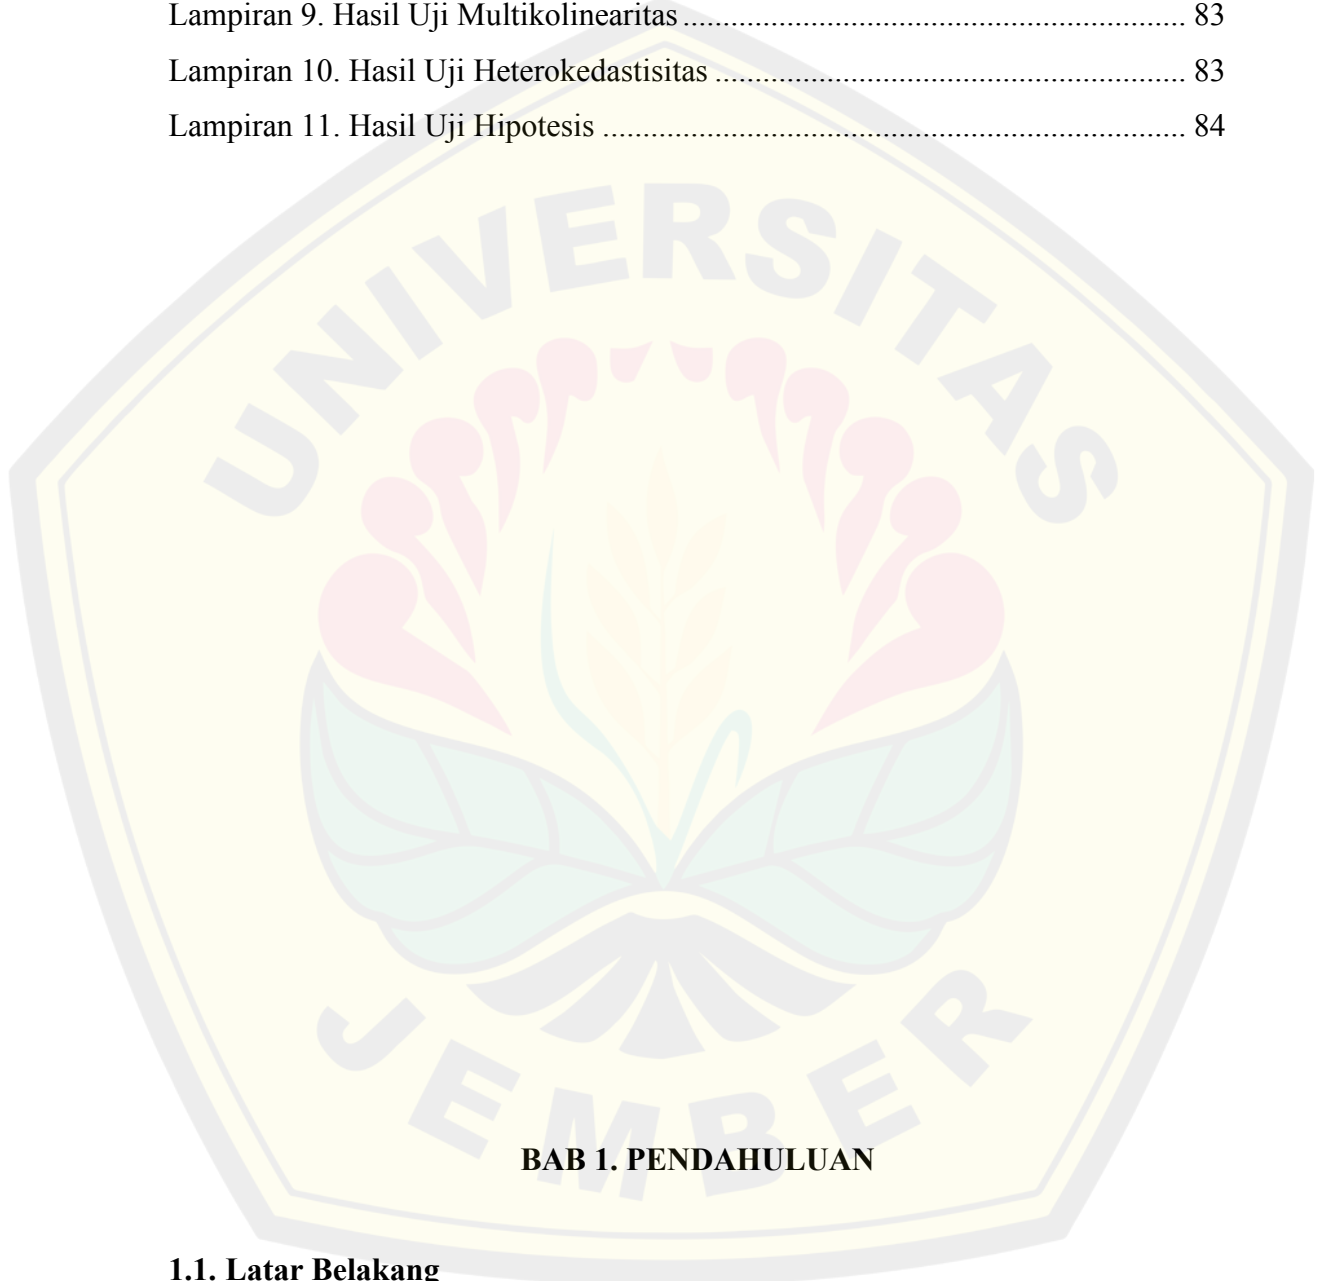 Lampiran 9. Hasil Uji Multikolinearitas ............................................................... 83
Lampiran 10. Hasil Uji Heterokedastisitas ........................................................... 83
Lampiran 11. Hasil Uji Hipotesis ......................................................................... 84
UNIVERSITAS
JEMBER
BAB 1. PENDAHULUAN
1.1. Latar Belakang